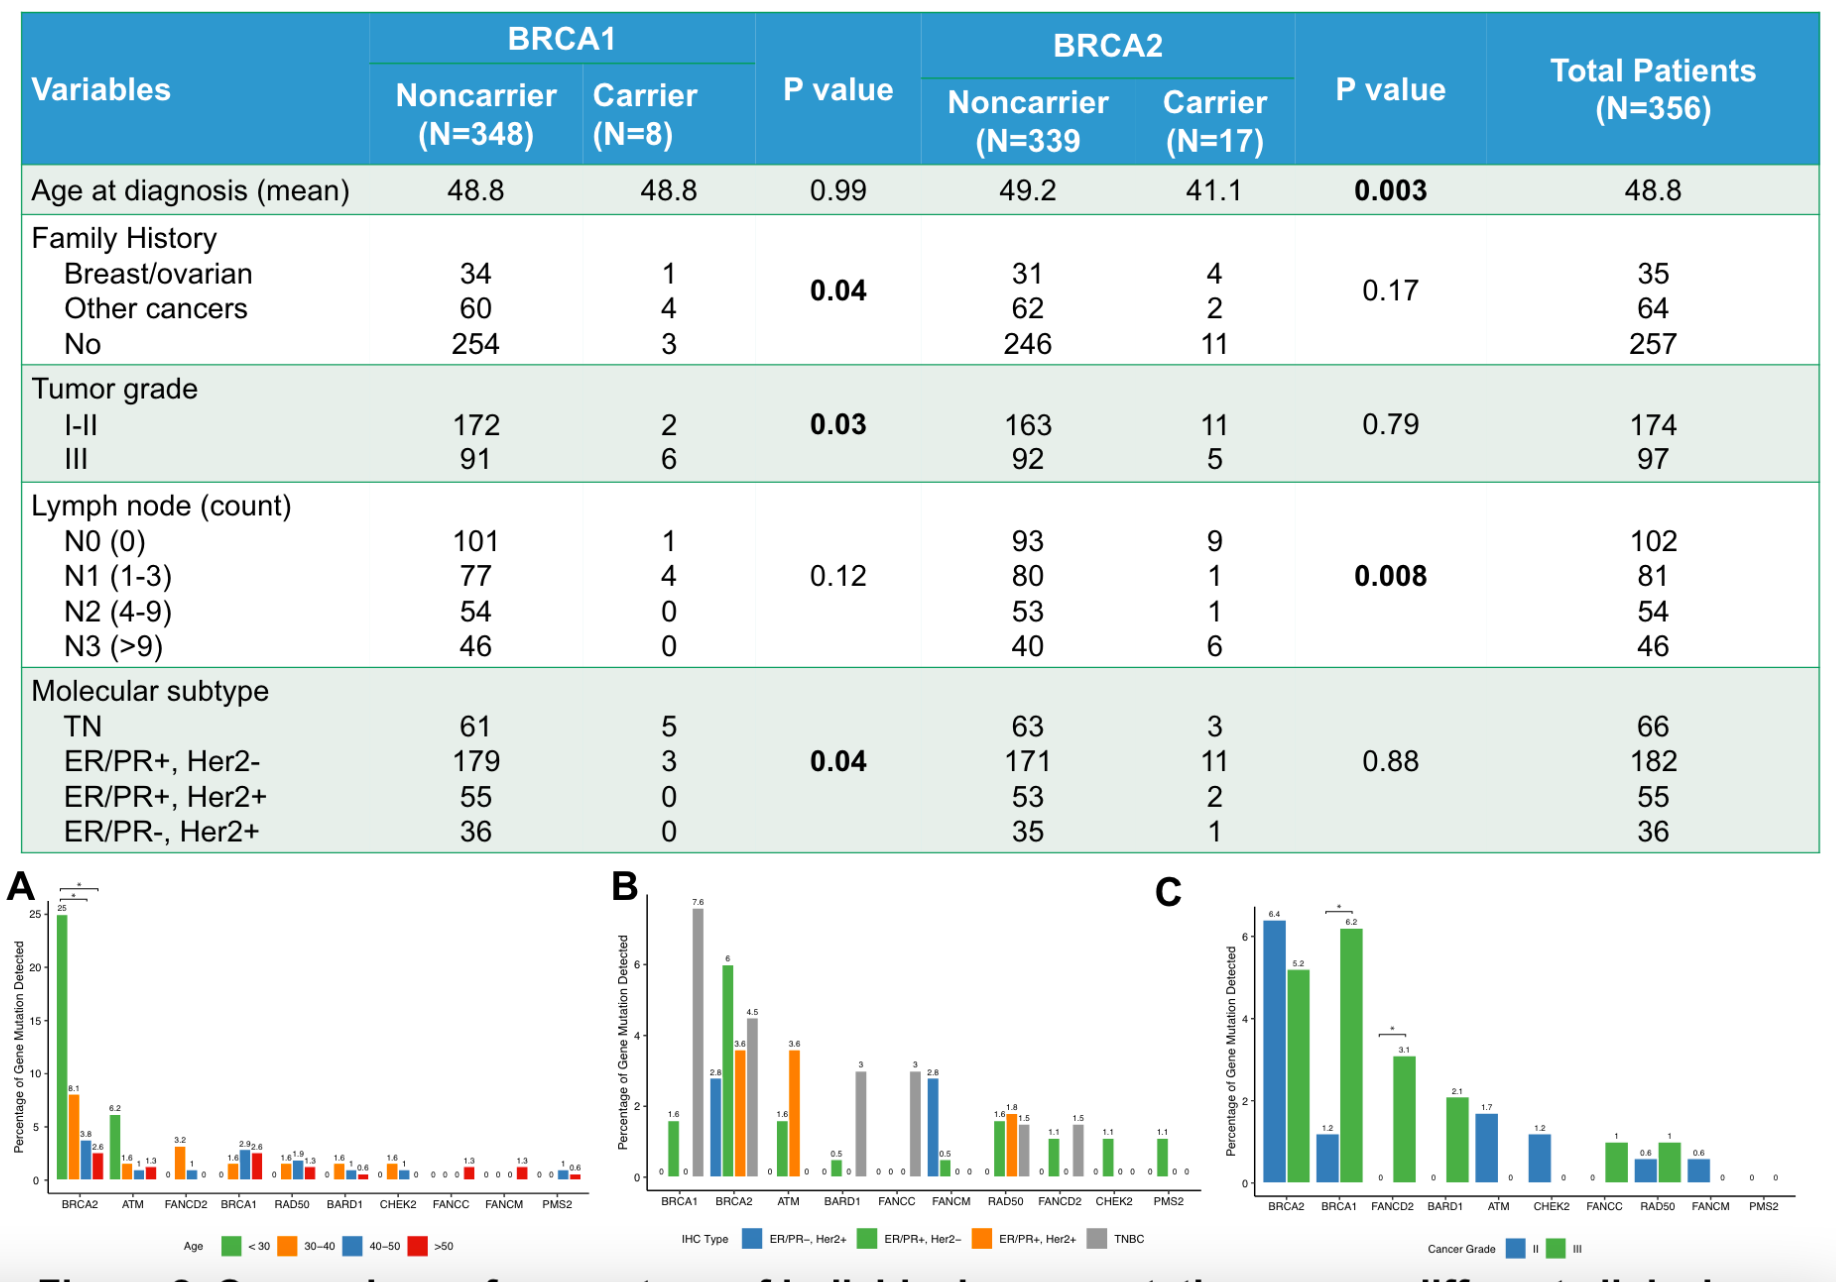 Variables BRCA1 P value BRCA2 P value Total Patients (N=356)
Noncarrier (N=348) Carrier (N=8) Noncarrier (N=339 Carrier (N=17)
Age at diagnosis (mean) 48.8 48.8 0.99 49.2 41.1 0.003 48.8
Family History
Breast/ovarian 34 1 31 4 35
0.04 0.17
Other cancers 60 4 62 2 64
No 254 3 246 11 257
Tumor grade
I-II 172 2 0.03 163 11 0.79 174
III 91 6 92 5 97
Lymph node (count)
N0 (0) 101 1 93 9 102
N1 (1-3) 77 4 0.12 80 1 0.008 81
N2 (4-9) 54 0 53 1 54
N3 (>9) 46 0 40 6 46
Molecular subtype
TN 61 5 63 3 66
ER/PR+, Her2- 179 3 0.04 171 11 0.88 182
ER/PR+, Her2+ 55 0 53 2 55
ER/PR-, Her2+ 36 0 35 1 36
A
Percentage of Gene Mutation Detected
25
20
15
10
5
0
* *
25 8.1 3.8 2.6
6.2 1.6 1 1.3
0 3.2 1 0
0 1.6 2.9 2.6
0 1.6 1.9 1.3
0 1.6 1 0.6
0 1.6 1 0
0 0 0 1.3
0 0 0 1.3
0 0 1 0.6
BRCA2 ATM FANCD2 BRCA1 RAD50 BARD1 CHEK2 FANCC FANCM PMS2
Age < 30 30–40 40–50 >50
B
Percentage of Gene Mutation Detected
6
4
2
0
0 1.6 0 7.6
2.8 6 3.6 4.5
0 1.6 3.6 0
0 0.5 0 3
0 0 0 3
2.8 0.5 0 0
0 1.6 1.8 1.5
0 1.1 0 1.5
0 1.1 0 0
0 1.1 0 0
BRCA1 BRCA2 ATM BARD1 FANCC FANCM RAD50 FANCD2 CHEK2 PMS2
IHC Type ER/PR−, Her2+ ER/PR+, Her2− ER/PR+, Her2+ TNBC
C
Percentage of Gene Mutation Detected
6
4
2
0
* *
6.4 5.2
1.2 6.2
0 3.1
0 2.1
1.7 0
1.2 0
0 1
0.6 1
0.6 0
0 0
BRCA2 BRCA1 FANCD2 BARD1 ATM CHEK2 FANCC RAD50 FANCM PMS2
Cancer Grade II III